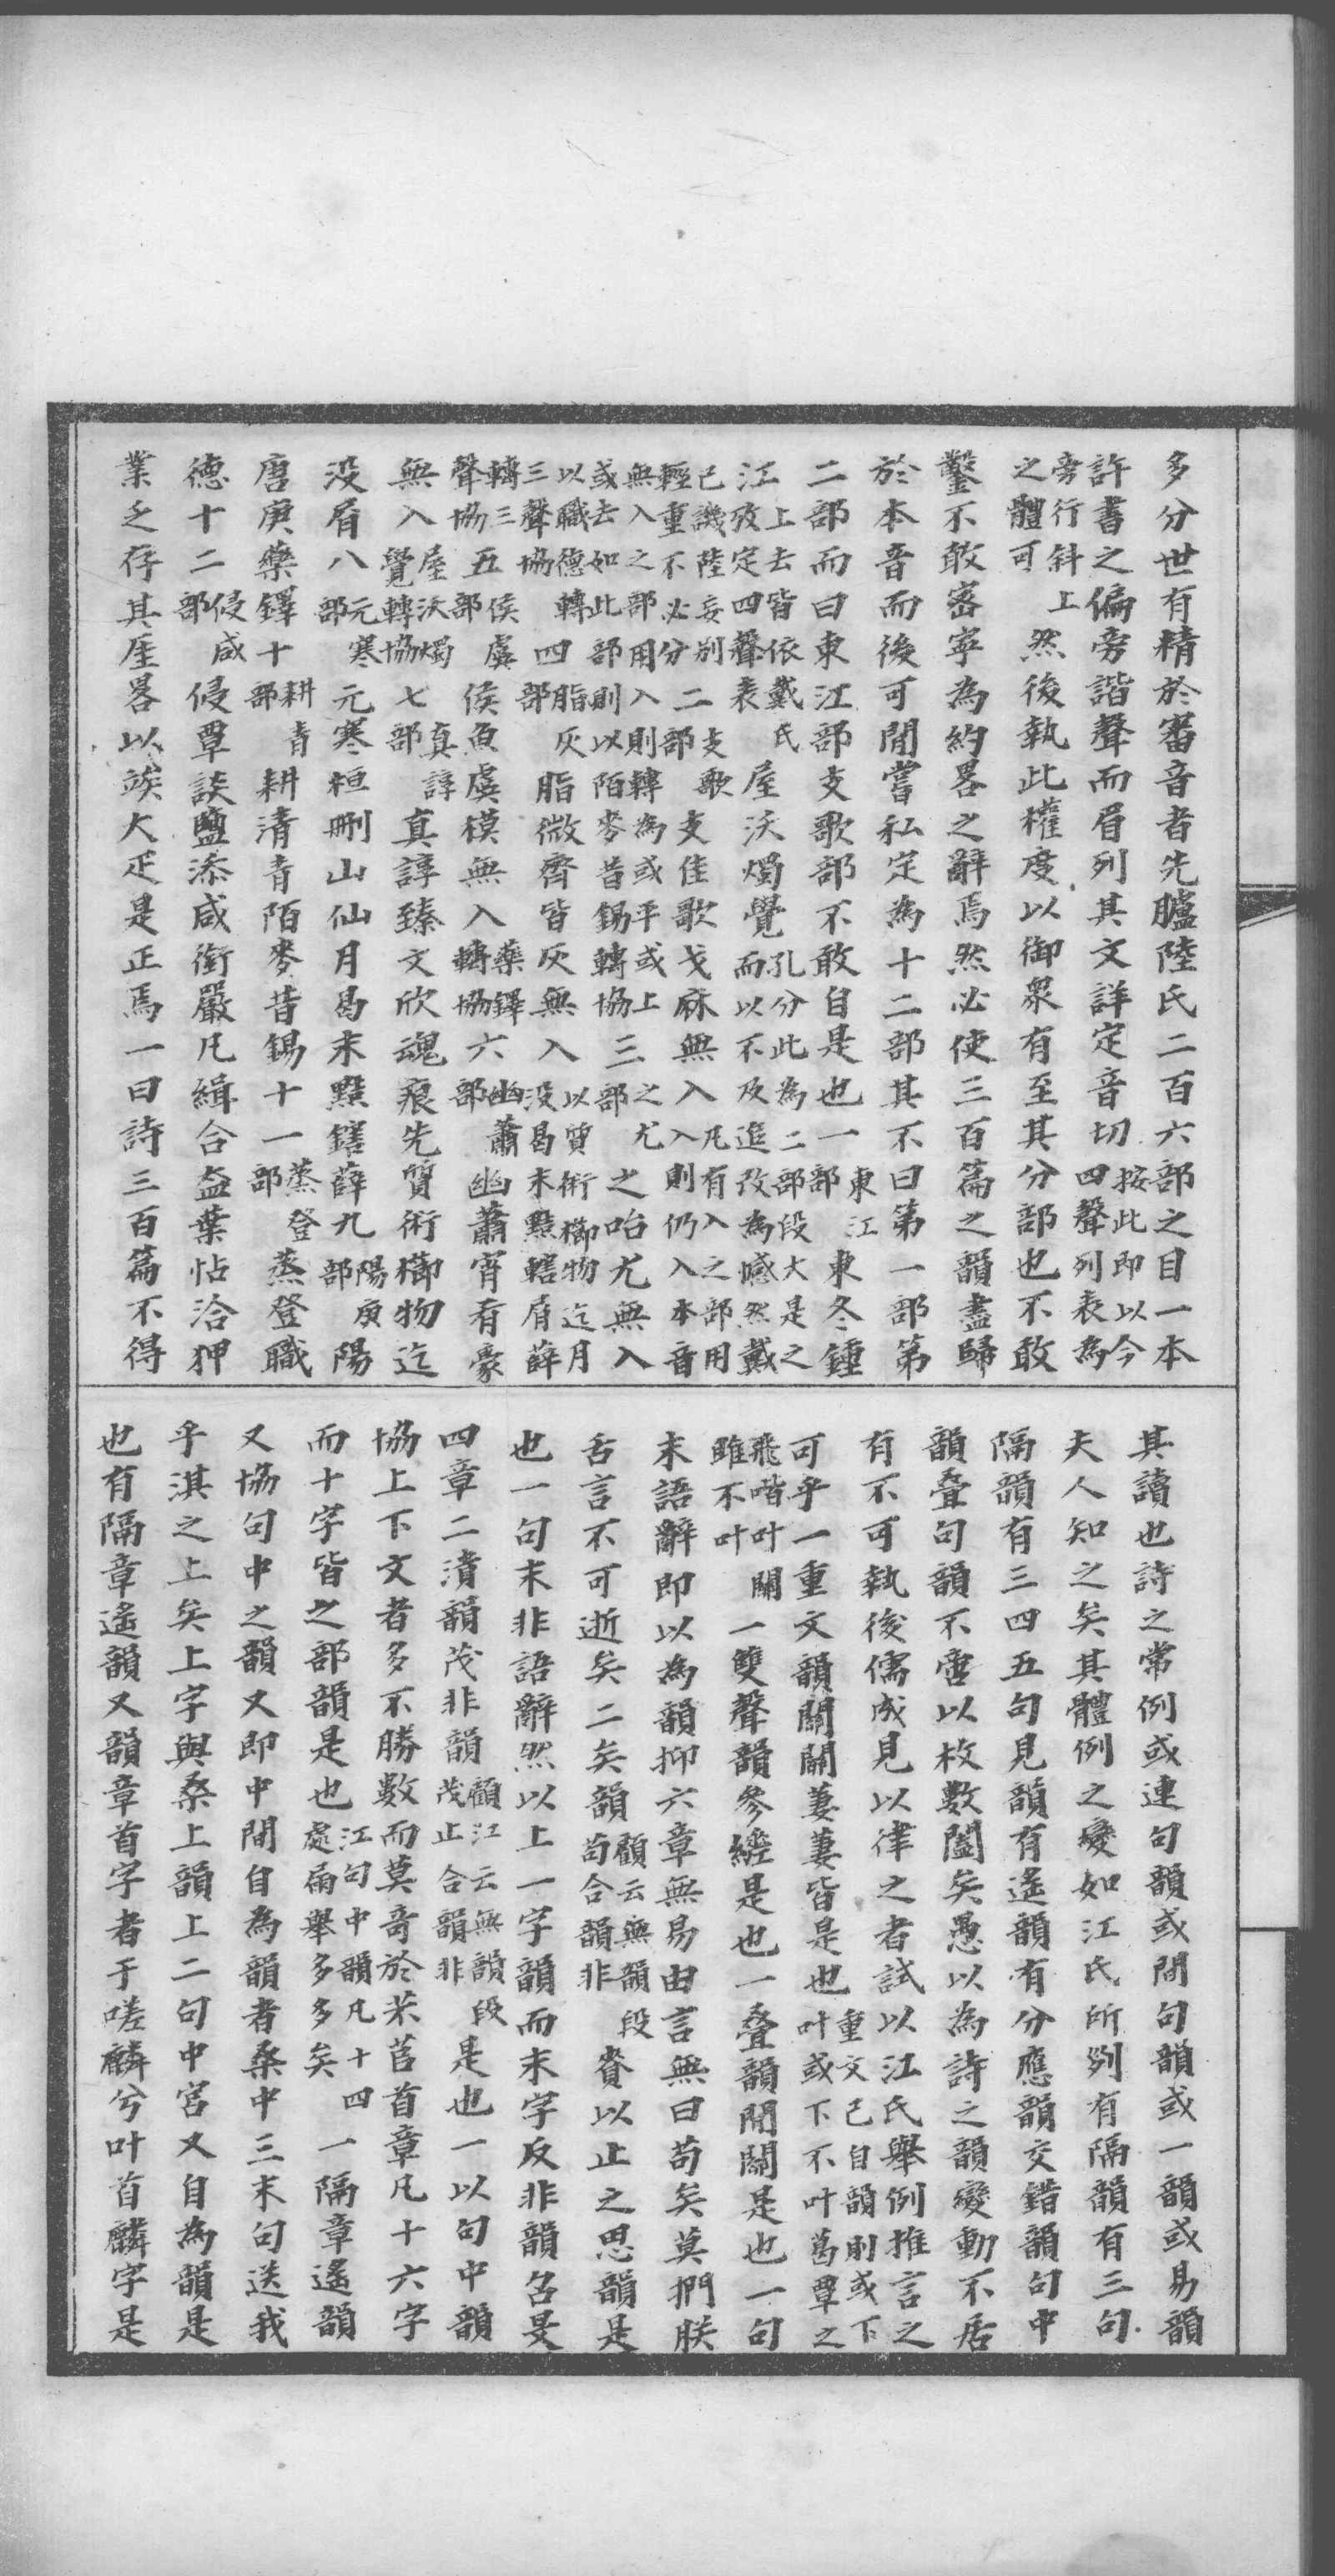 多分世有精於審音者先臚陸氏二百六部之目一本
許書之偏旁諧聲而眉列其文詳定音切按此即以今四聲列表為
旁行斜上之體可然後執此權度以御眾有至其分部也不敢
鑿不敢密寧為約畧之辭焉然必使三百篇之韻盡歸
於本音而後可閒嘗私定為十二部其不曰第一部第
二部而曰東江部支歌部不敢自是也一東江部東冬鍾
江上去皆依戴氏攷定四聲表屋沃燭覺孔分此為二部段大是之而以不及追改為憾然戴
已譏陸妄別輕重不必分二支歌部支佳歌戈麻無入凡有入之部用入則仍入本音
無入之部用入則轉為或平或上或去如此部則以陌麥昔錫轉協三之尤部之咍尤無入
以職德轉三聲協四脂灰部脂微齊皆灰無入以質術櫛物迄月没曷末黠轄屑薛
轉三聲協五侯虞部侯魚虞模無入藥鐸轉協六幽蕭部幽蕭宵肴豪
無入屋沃燭覺轉協七真諄部真諄臻文欣魂痕先質術櫛物迄
没屑八元寒部元寒桓刪山仙月曷末黠鎋薛九陽庚部陽
唐庚藥鐸十耕青部耕清青陌麥昔錫十一蒸登部蒸登職
德十二侵咸部侵覃談鹽添咸銜嚴凡緝合盍葉怗洽狎
業乏存其厓畧以竢大疋是正焉一曰詩三百篇不得
其讀也詩之常例或連句韻或間句韻或一韻或易韻
夫人知之矣其體例之變如江氏所列有隔韻有三句
隔韻有三四五句見韻有遙韻有分應韻交錯韻句中
韻疊句韻不啻以枚數闔矣愚以為詩之韻變動不居
有不可執後儒成見以律之者試以江氏舉例推言之
可乎一重文韻關關萋萋皆是也重文已自韻則或下叶或下不叶葛覃之
飛喈叶關雎不叶一雙聲韻參縒是也一疊韻間關是也一句
末語辭即以為韻抑六章無易由言無曰苟矣莫捫朕
舌言不可逝矣二矣韻顧云無韻段苟合韻非賚以止之思韻是
也一句末非語辭然以上一字韻而末字反非韻召旻
四章二潰韻茂非韻顧江云無韻段茂止合韻非是也一以句中韻
協上下文者多不勝數而莫奇於芣苢首章凡十六字
而十字皆之部韻是也江句中韻凡十四處扁舉多多矣一隔章遙韻
又協句中之韻又即中間自為韻者桑中三末句送我
乎淇之上矣上字與桑上韻上二句中宮又自為韻是
也有隔章遙韻又韻章首字者于嗟麟兮叶首麟字是